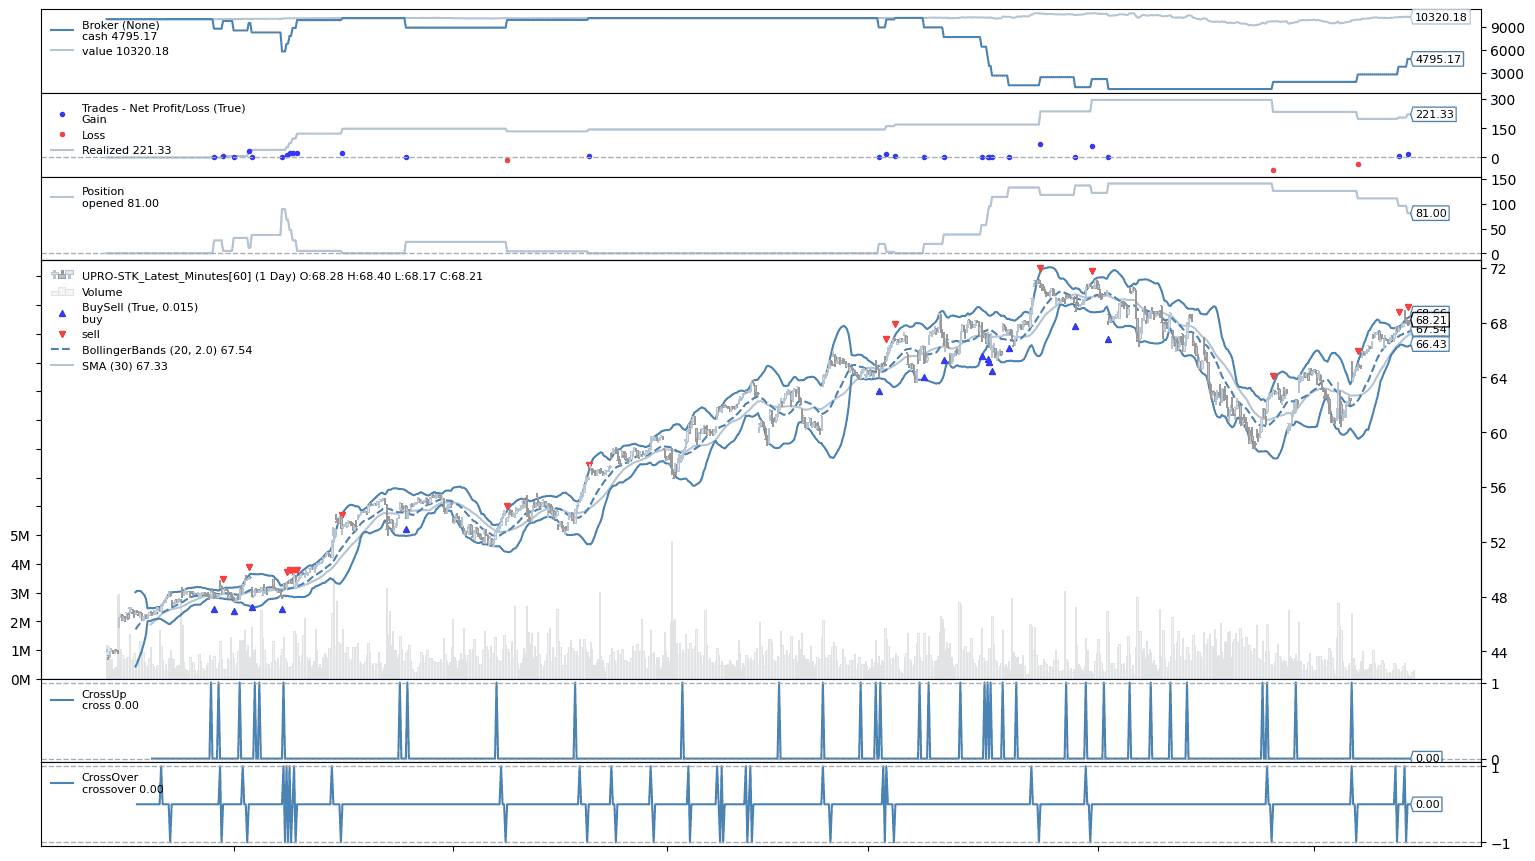 Broker (None)
cash 4795.17
value 10320.18
10320.18
9000
6000
4795.17
3000
Trades - Net Profit/Loss (True)
Gain
Loss
Realized 221.33
300
221.33
150
0
Position
opened 81.00
150
100
81.00
50
0
UPRO-STK_Latest_Minutes[60] (1 Day) O:68.28 H:68.40 L:68.17 C:68.21
Volume
BuySell (True, 0.015)
buy
sell
BollingerBands (20, 2.0) 67.54
SMA (30) 67.33
72
68.66
68.21
68
67.54
66.43
64
60
56
52
48
44
5M
4M
3M
2M
1M
0M
CrossUp
cross 0.00
1
0.00
0
CrossOver
crossover 0.00
1
0.00
−1